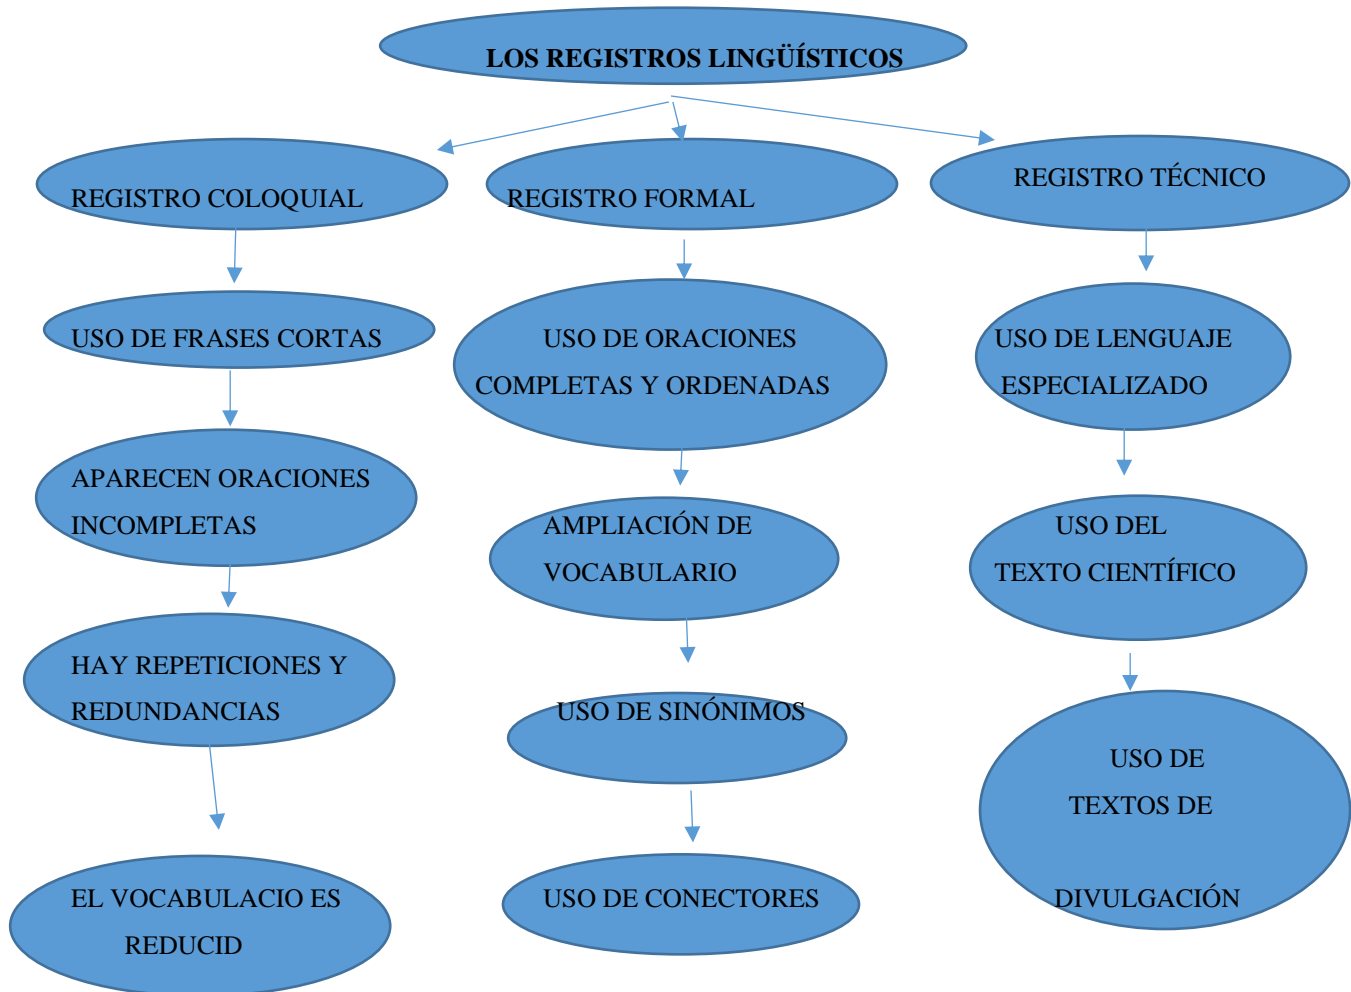 LOS REGISTROS LINGÜÍSTICOS
REGISTRO COLOQUIAL
REGISTRO FORMAL
REGISTRO TÉCNICO
USO DE FRASES CORTAS
USO DE ORACIONES
COMPLETAS Y ORDENADAS
USO DE LENGUAJE
ESPECIALIZADO
APARECEN ORACIONES
INCOMPLETAS
AMPLIACIÓN DE
VOCABULARIO
USO DEL
TEXTO CIENTÍFICO
HAY REPETICIONES Y
REDUNDANCIAS
USO DE SINÓNIMOS
USO DE
TEXTOS DE
DIVULGACIÓN
EL VOCABULACIO ES
REDUCID
USO DE CONECTORES